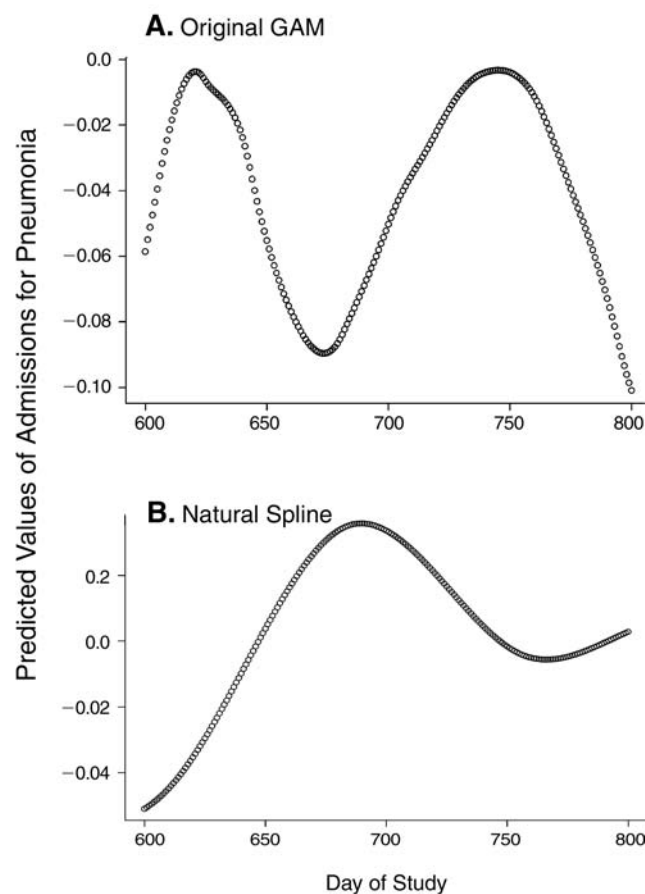 A. Original GAM
0.0
−0.02
−0.04
−0.06
−0.08
−0.10
600 650 700 750 800
Predicted Values of Admissions for Pneumonia
B. Natural Spline
0.2
0.0
−0.02
−0.04
600 650 700 750 800
Day of Study